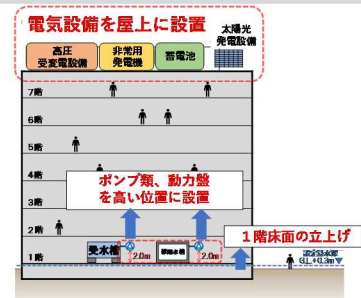 電気設備を屋上に設置
太陽光
発電設備
高圧
受変電設備
非常用
発電機
蓄電池
7階
6階
5階
4階
3階
2階
1階
ポンプ類、動力盤
を高い位置に設置
1階床面の立上げ
受水槽
2.0m
2.0m